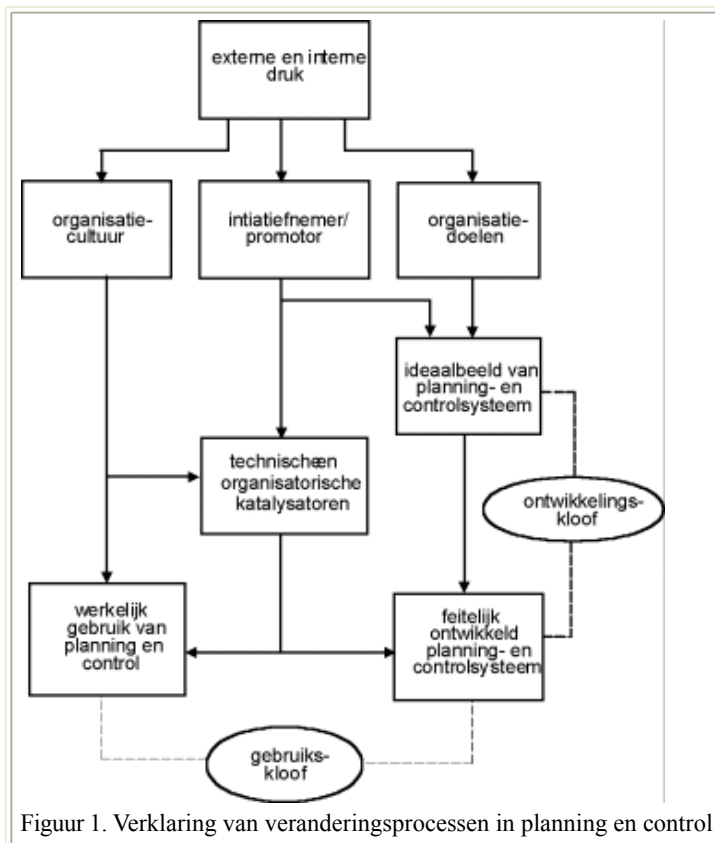 externe en interne
druk
organisatie-
cultuur
intiatiefnemer/
promotor
organisatie-
doelen
ideaalbeeld van
planning- en
controlsysteem
technischæn
organisatorische
katalysatoren
ontwikkelings-
kloof
werkelijk
gebruik van
planning en
control
feitelijk
ontwikkeld
planning- en
controlsysteem
gebruiks-
kloof
Figuur 1. Verklaring van veranderingsprocessen in planning en control